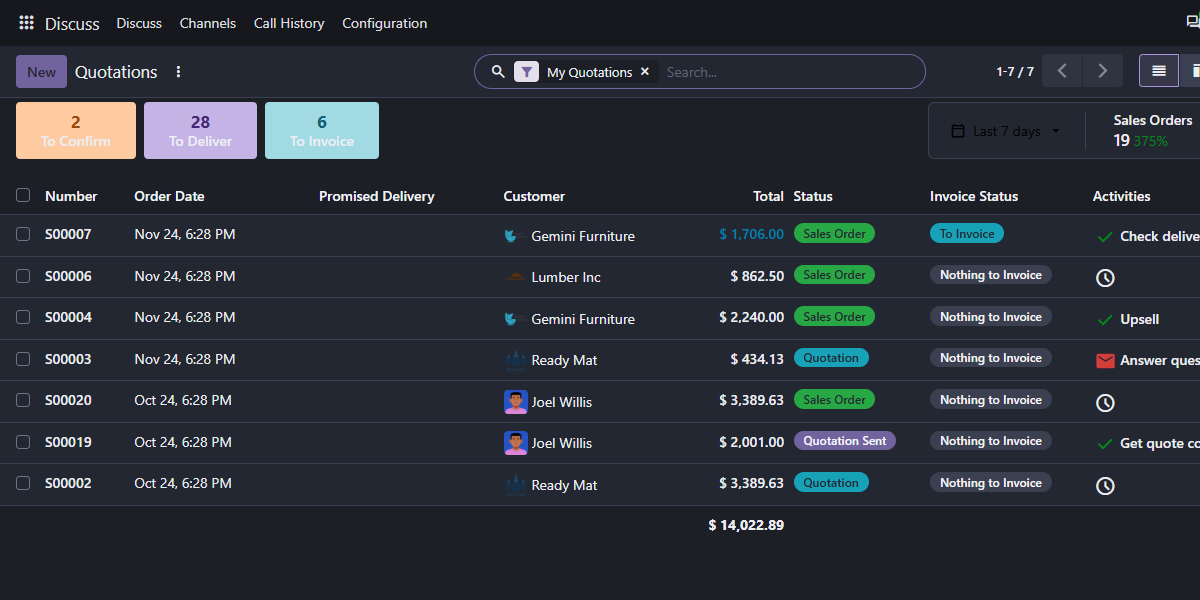 Discuss Discuss Channels Call History Configuration
New Quotations My Quotations × Search... 1-7 / 7
2 28 6
To Confirm To Deliver To Invoice
Last 7 days Sales Orders
19 375%
Number Order Date Promised Delivery Customer Total Status Invoice Status Activities
S00007 Nov 24, 6:28 PM Gemini Furniture $ 1,706.00 Sales Order To Invoice Check delive
S00006 Nov 24, 6:28 PM Lumber Inc $ 862.50 Sales Order Nothing to Invoice
S00004 Nov 24, 6:28 PM Gemini Furniture $ 2,240.00 Sales Order Nothing to Invoice Upsell
S00003 Nov 24, 6:28 PM Ready Mat $ 434.13 Quotation Nothing to Invoice Answer ques
S00020 Oct 24, 6:28 PM Joel Willis $ 3,389.63 Sales Order Nothing to Invoice
S00019 Oct 24, 6:28 PM Joel Willis $ 2,001.00 Quotation Sent Nothing to Invoice Get quote co
S00002 Oct 24, 6:28 PM Ready Mat $ 3,389.63 Quotation Nothing to Invoice
$ 14,022.89